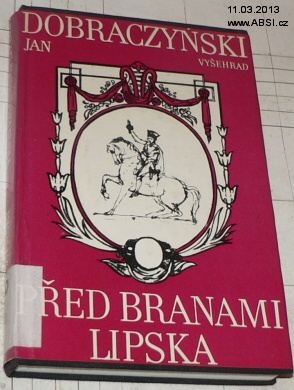 11.03.2013
www.ABSI.cz
DOBRACZYŃSKI
JAN
VYŠEHRAD
PŘED BRANAMI
LIPSKA